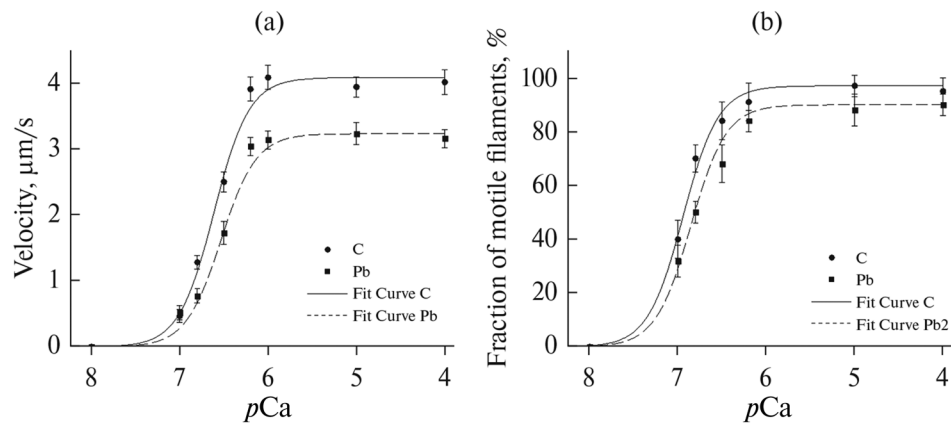 (a)
Velocity, μm/s
4
3
2
1
0
8 7 6 5 4
pCa
C
Pb
Fit Curve C
Fit Curve Pb
(b)
Fraction of motile filaments, %
100
80
60
40
20
0
8 7 6 5 4
pCa
C
Pb
Fit Curve C
Fit Curve Pb2